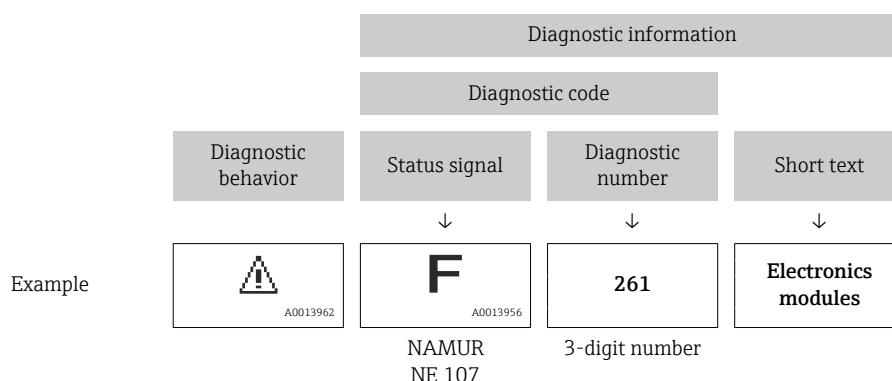 Diagnostic information
Diagnostic code
Diagnostic
behavior
Status signal
Diagnostic
number
Short text
↓ ↓ ↓
Example
A0013962
F
A0013956
261
Electronics
modules
NAMUR
NE 107
3-digit number